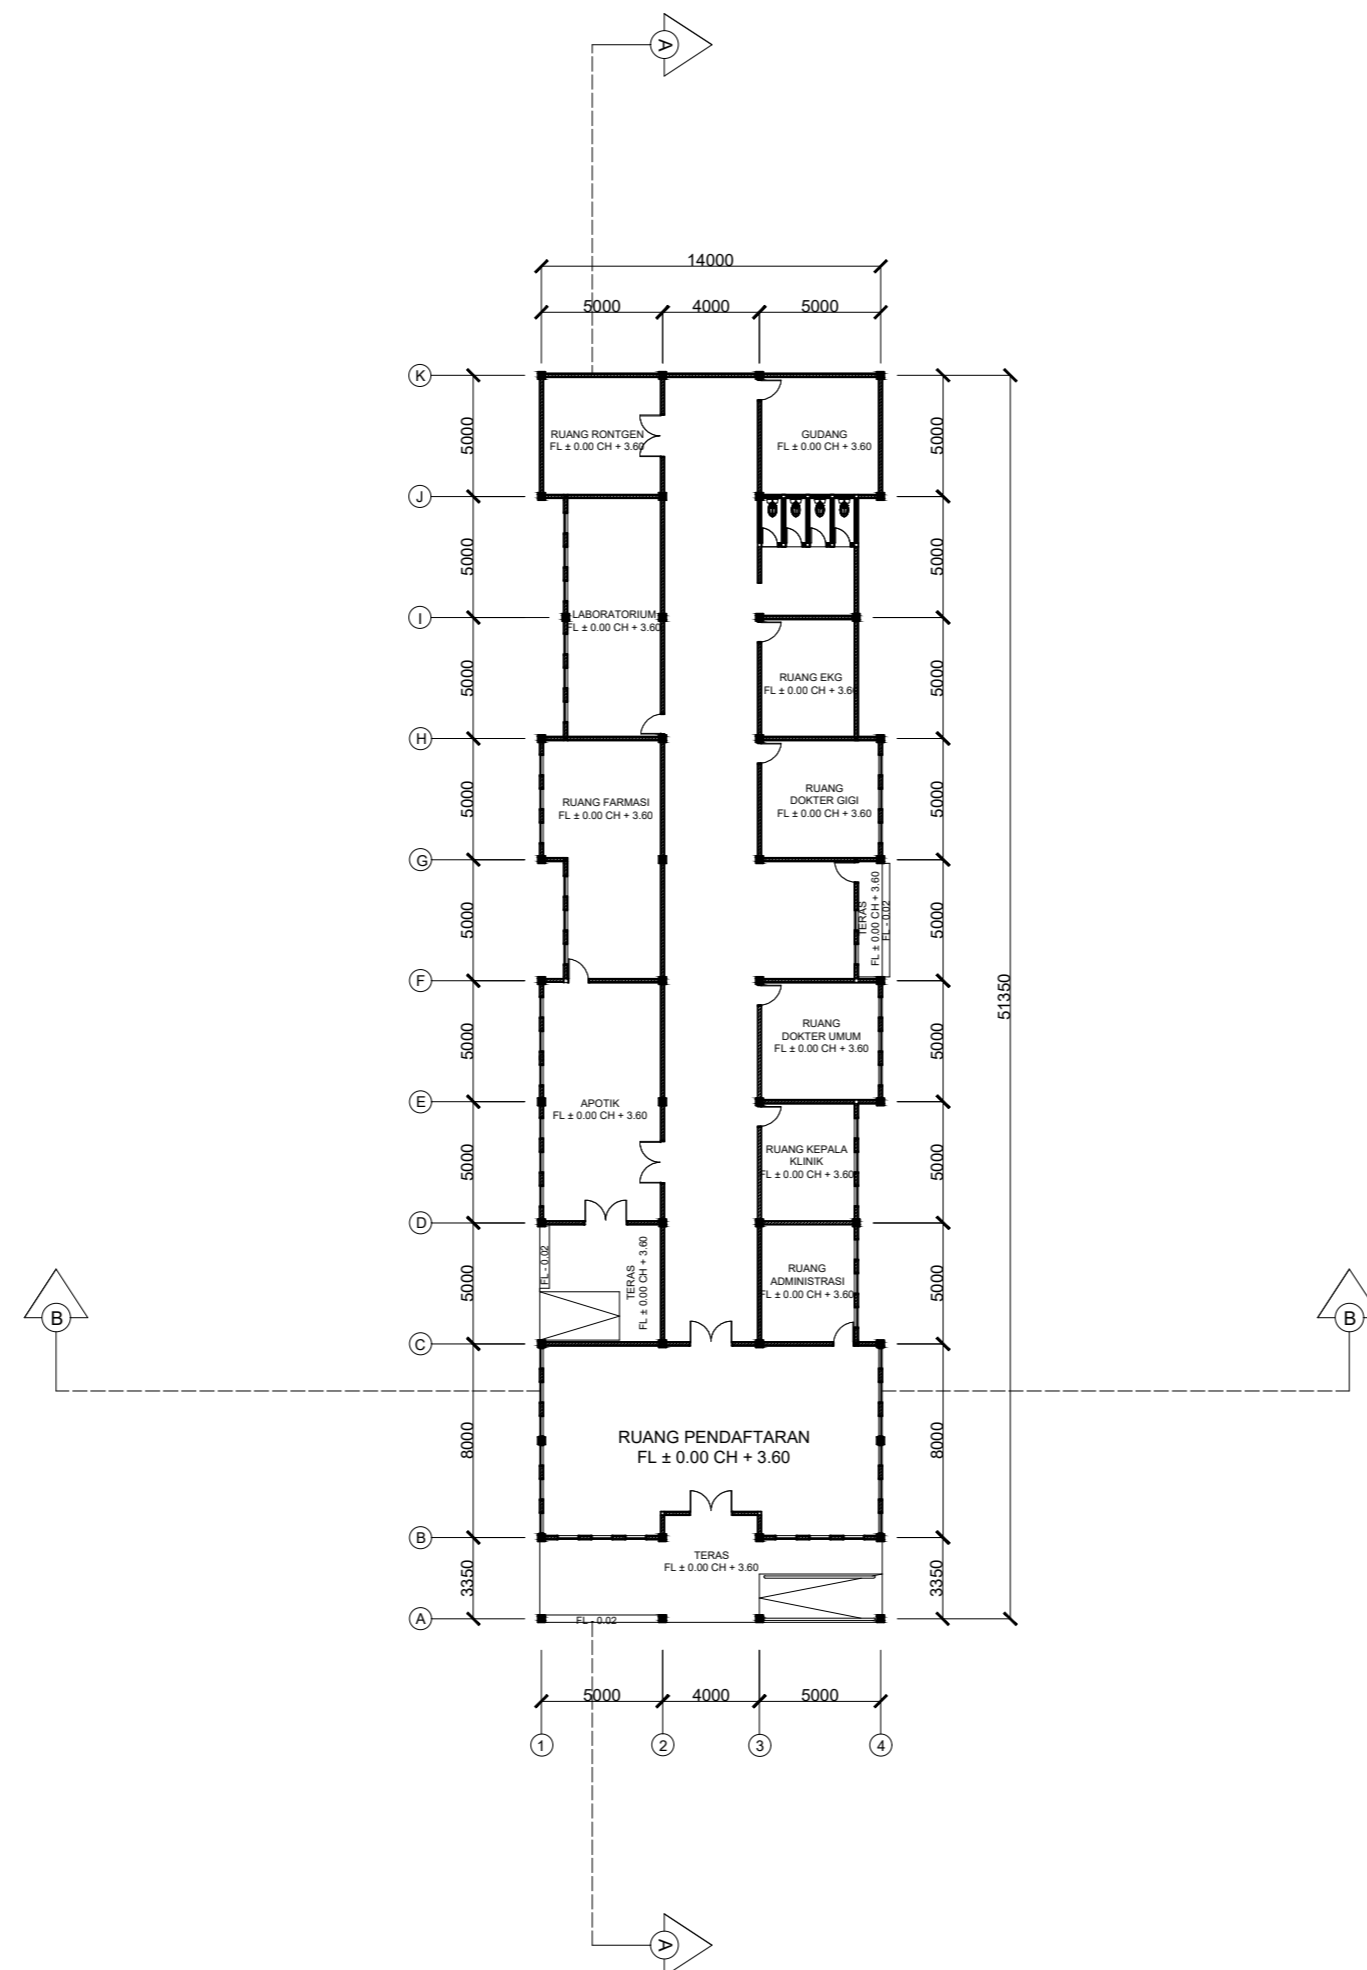 A
14000
5000 4000 5000
K
RUANG RONTGEN
FL ± 0.00 CH + 3.60
GUDANG
FL ± 0.00 CH + 3.60
5000
5000
J
5000
5000
LABORATORIUM
FL ± 0.00 CH + 3.60
I
5000
5000
RUANG EKG
FL ± 0.00 CH + 3.60
H
RUANG FARMASI
FL ± 0.00 CH + 3.60
RUANG
DOKTER GIGI
FL ± 0.00 CH + 3.60
5000
5000
G
5000
5000
TERAS
FL ± 0.00 CH + 3.60
FL - 0.02
F
51350
RUANG
DOKTER UMUM
FL ± 0.00 CH + 3.60
5000
5000
E
APOTIK
FL ± 0.00 CH + 3.60
RUANG KEPALA
KLINIK
FL ± 0.00 CH + 3.60
5000
5000
D
FL - 0.02
TERAS
FL ± 0.00 CH + 3.60
RUANG
ADMINISTRASI
FL ± 0.00 CH + 3.60
5000
5000
B
B
C
RUANG PENDAFTARAN
FL ± 0.00 CH + 3.60
8000
8000
B
TERAS
FL ± 0.00 CH + 3.60
3350
3350
A
FL - 0.02
5000 4000 5000
1 2 3 4
A